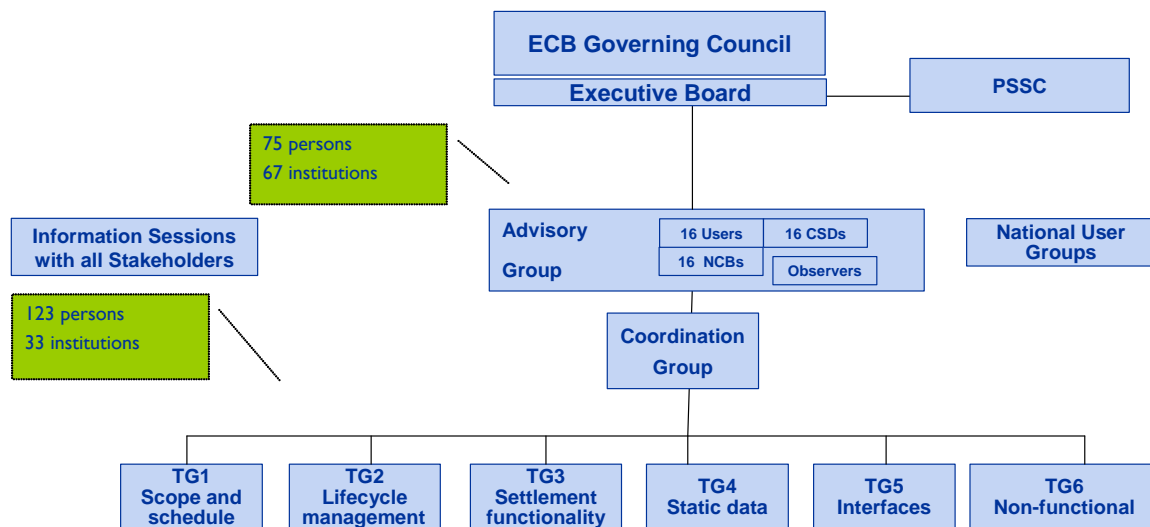 ECB Governing Council
Executive Board
PSSC
75 persons
67 institutions
Information Sessions
with all Stakeholders
Advisory
Group
16 Users
16 CSDs
16 NCBs
Observers
National User
Groups
123 persons
33 institutions
Coordination
Group
TG1
Scope and
schedule
TG2
Lifecycle
management
TG3
Settlement
functionality
TG4
Static data
TG5
Interfaces
TG6
Non-functional